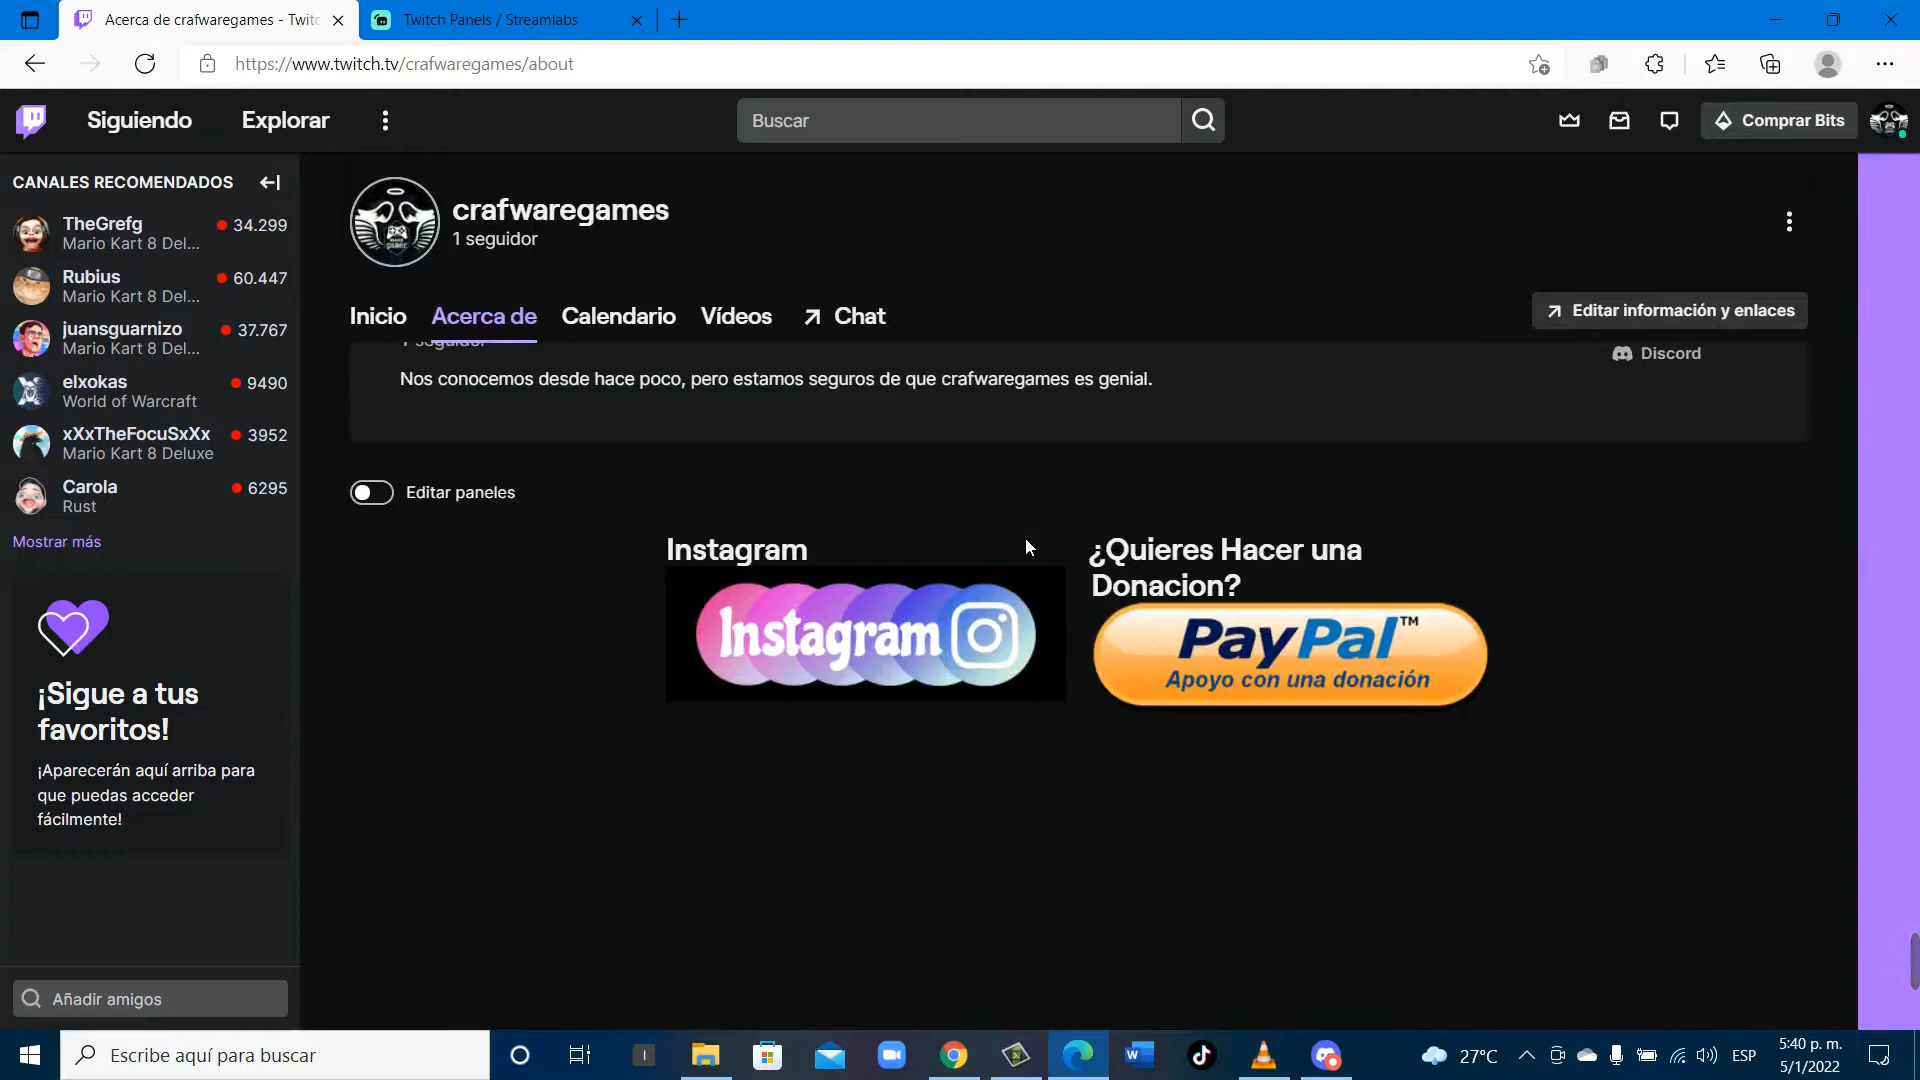 Acerca de crafwaregames - Twitc
Twitch Panels / Streamlabs
https://www.twitch.tv/crafwaregames/about
Siguiendo
Explorar
Buscar
Comprar Bits
CANALES RECOMENDADOS
TheGrefg
34.299
Mario Kart 8 Del...
Rubius
60.447
Mario Kart 8 Del...
juansguarnizo
37.767
Mario Kart 8 Del...
elxokas
9490
World of Warcraft
xXxTheFocuSxXx
3952
Mario Kart 8 Deluxe
Carola
6295
Rust
Mostrar más
¡Sigue a tus
favoritos!
¡Aparecerán aquí arriba para
que puedas acceder
fácilmente!
Añadir amigos
crafwaregames
1 seguidor
Inicio
Acerca de
Calendario
Vídeos
Chat
Editar información y enlaces
1 seguidor
Discord
Nos conocemos desde hace poco, pero estamos seguros de que crafwaregames es genial.
Editar paneles
Instagram
Instagram
¿Quieres Hacer una
Donacion?
PayPal™
Apoyo con una donación
Escribe aquí para buscar
27°C
ESP
5:40 p. m.
5/1/2022